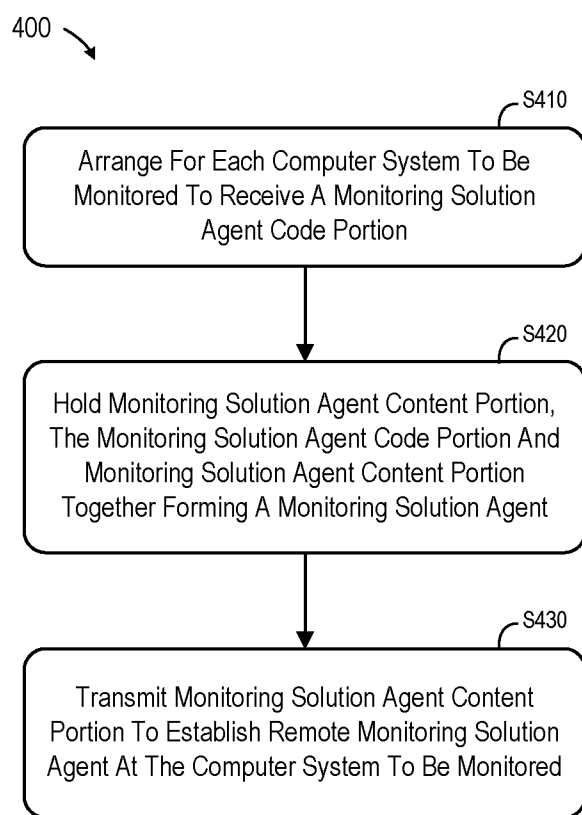 400
S410
Arrange For Each Computer System To Be
Monitored To Receive A Monitoring Solution
Agent Code Portion
S420
Hold Monitoring Solution Agent Content Portion,
The Monitoring Solution Agent Code Portion And
Monitoring Solution Agent Content Portion
Together Forming A Monitoring Solution Agent
S430
Transmit Monitoring Solution Agent Content
Portion To Establish Remote Monitoring Solution
Agent At The Computer System To Be Monitored